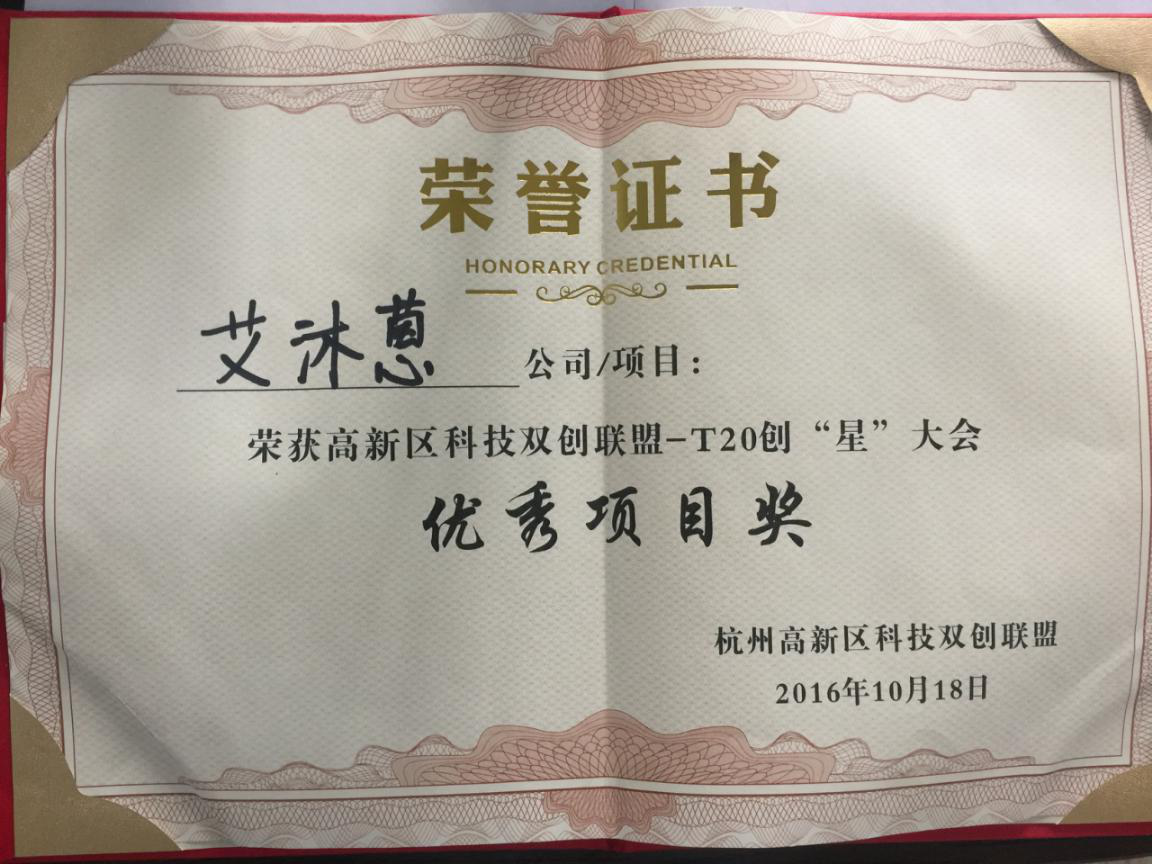 荣誉证书
HONORARY CREDENTIAL
艾沐蒽 公司/项目:
荣获高新区科技双创联盟-T20创“星”大会
优秀项目奖
杭州高新区科技双创联盟
2016年10月18日